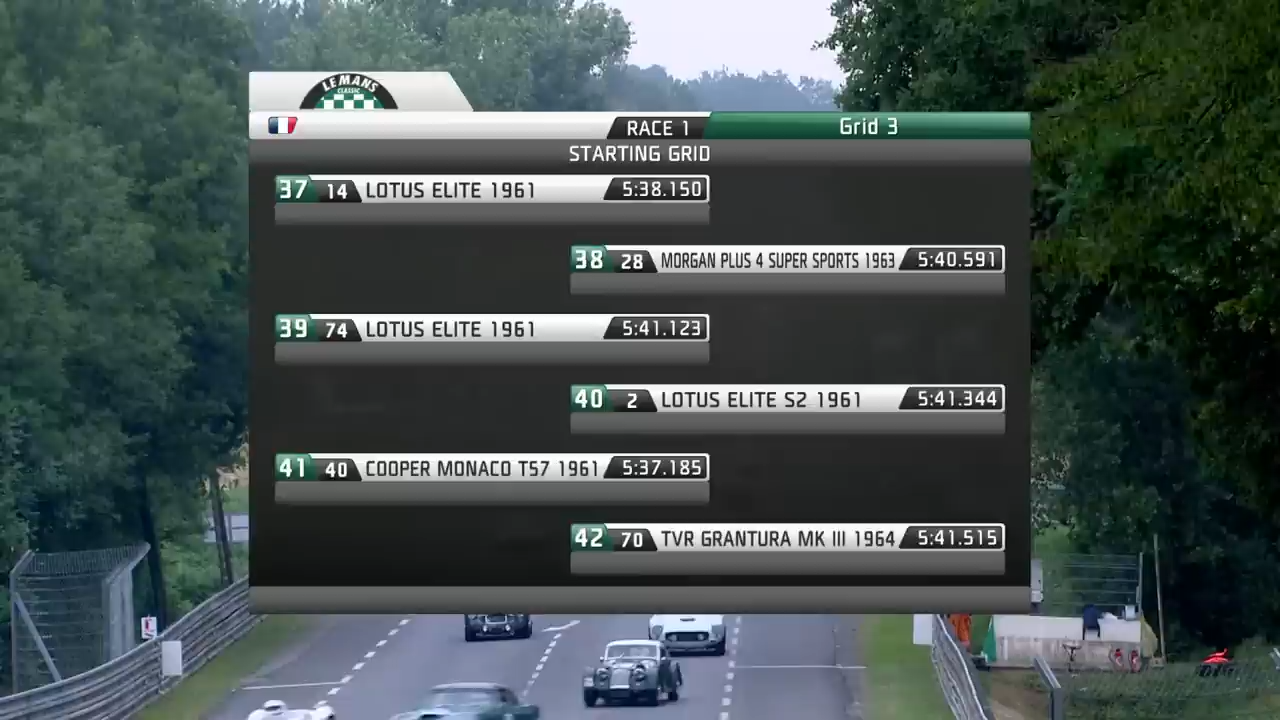 LE MANS
CLASSIC
RACE 1 Grid 3
STARTING GRID
37 14 LOTUS ELITE 1961 5:38.150
38 28 MORGAN PLUS 4 SUPER SPORTS 1963 5:40.591
39 74 LOTUS ELITE 1961 5:41.123
40 2 LOTUS ELITE S2 1961 5:41.344
41 40 COOPER MONACO T57 1961 5:37.185
42 70 TVR GRANTURA MK III 1964 5:41.515